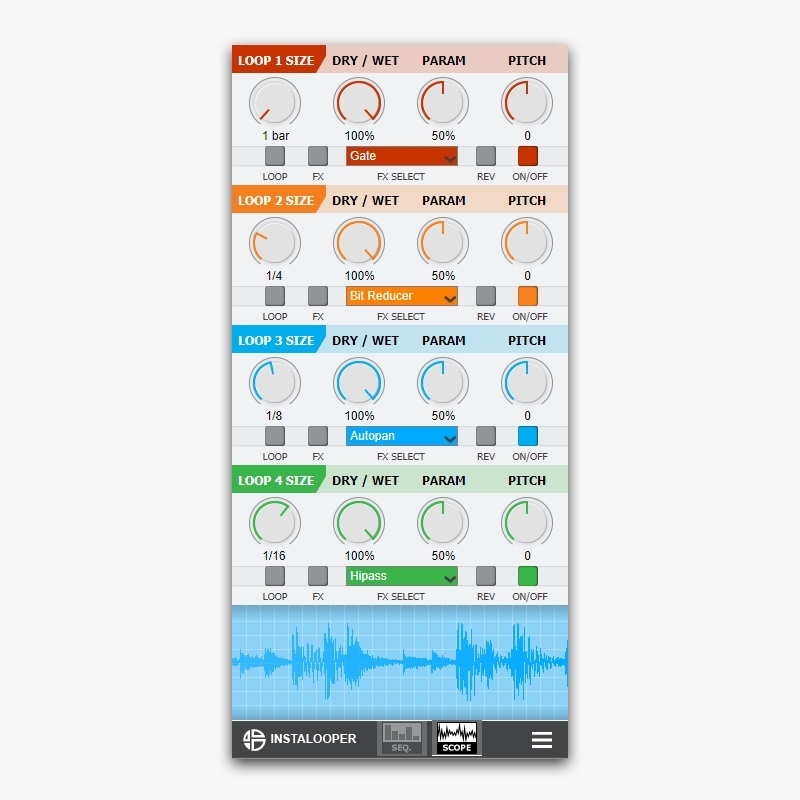 LOOP 1 SIZE DRY / WET PARAM PITCH
1 bar 100% 50% 0
Gate
LOOP FX FX SELECT REV ON/OFF
LOOP 2 SIZE DRY / WET PARAM PITCH
1/4 100% 50% 0
Bit Reducer
LOOP FX FX SELECT REV ON/OFF
LOOP 3 SIZE DRY / WET PARAM PITCH
1/8 100% 50% 0
Autopan
LOOP FX FX SELECT REV ON/OFF
LOOP 4 SIZE DRY / WET PARAM PITCH
1/16 100% 50% 0
Hipass
LOOP FX FX SELECT REV ON/OFF
INSTALOOPER SEQ. SCOPE